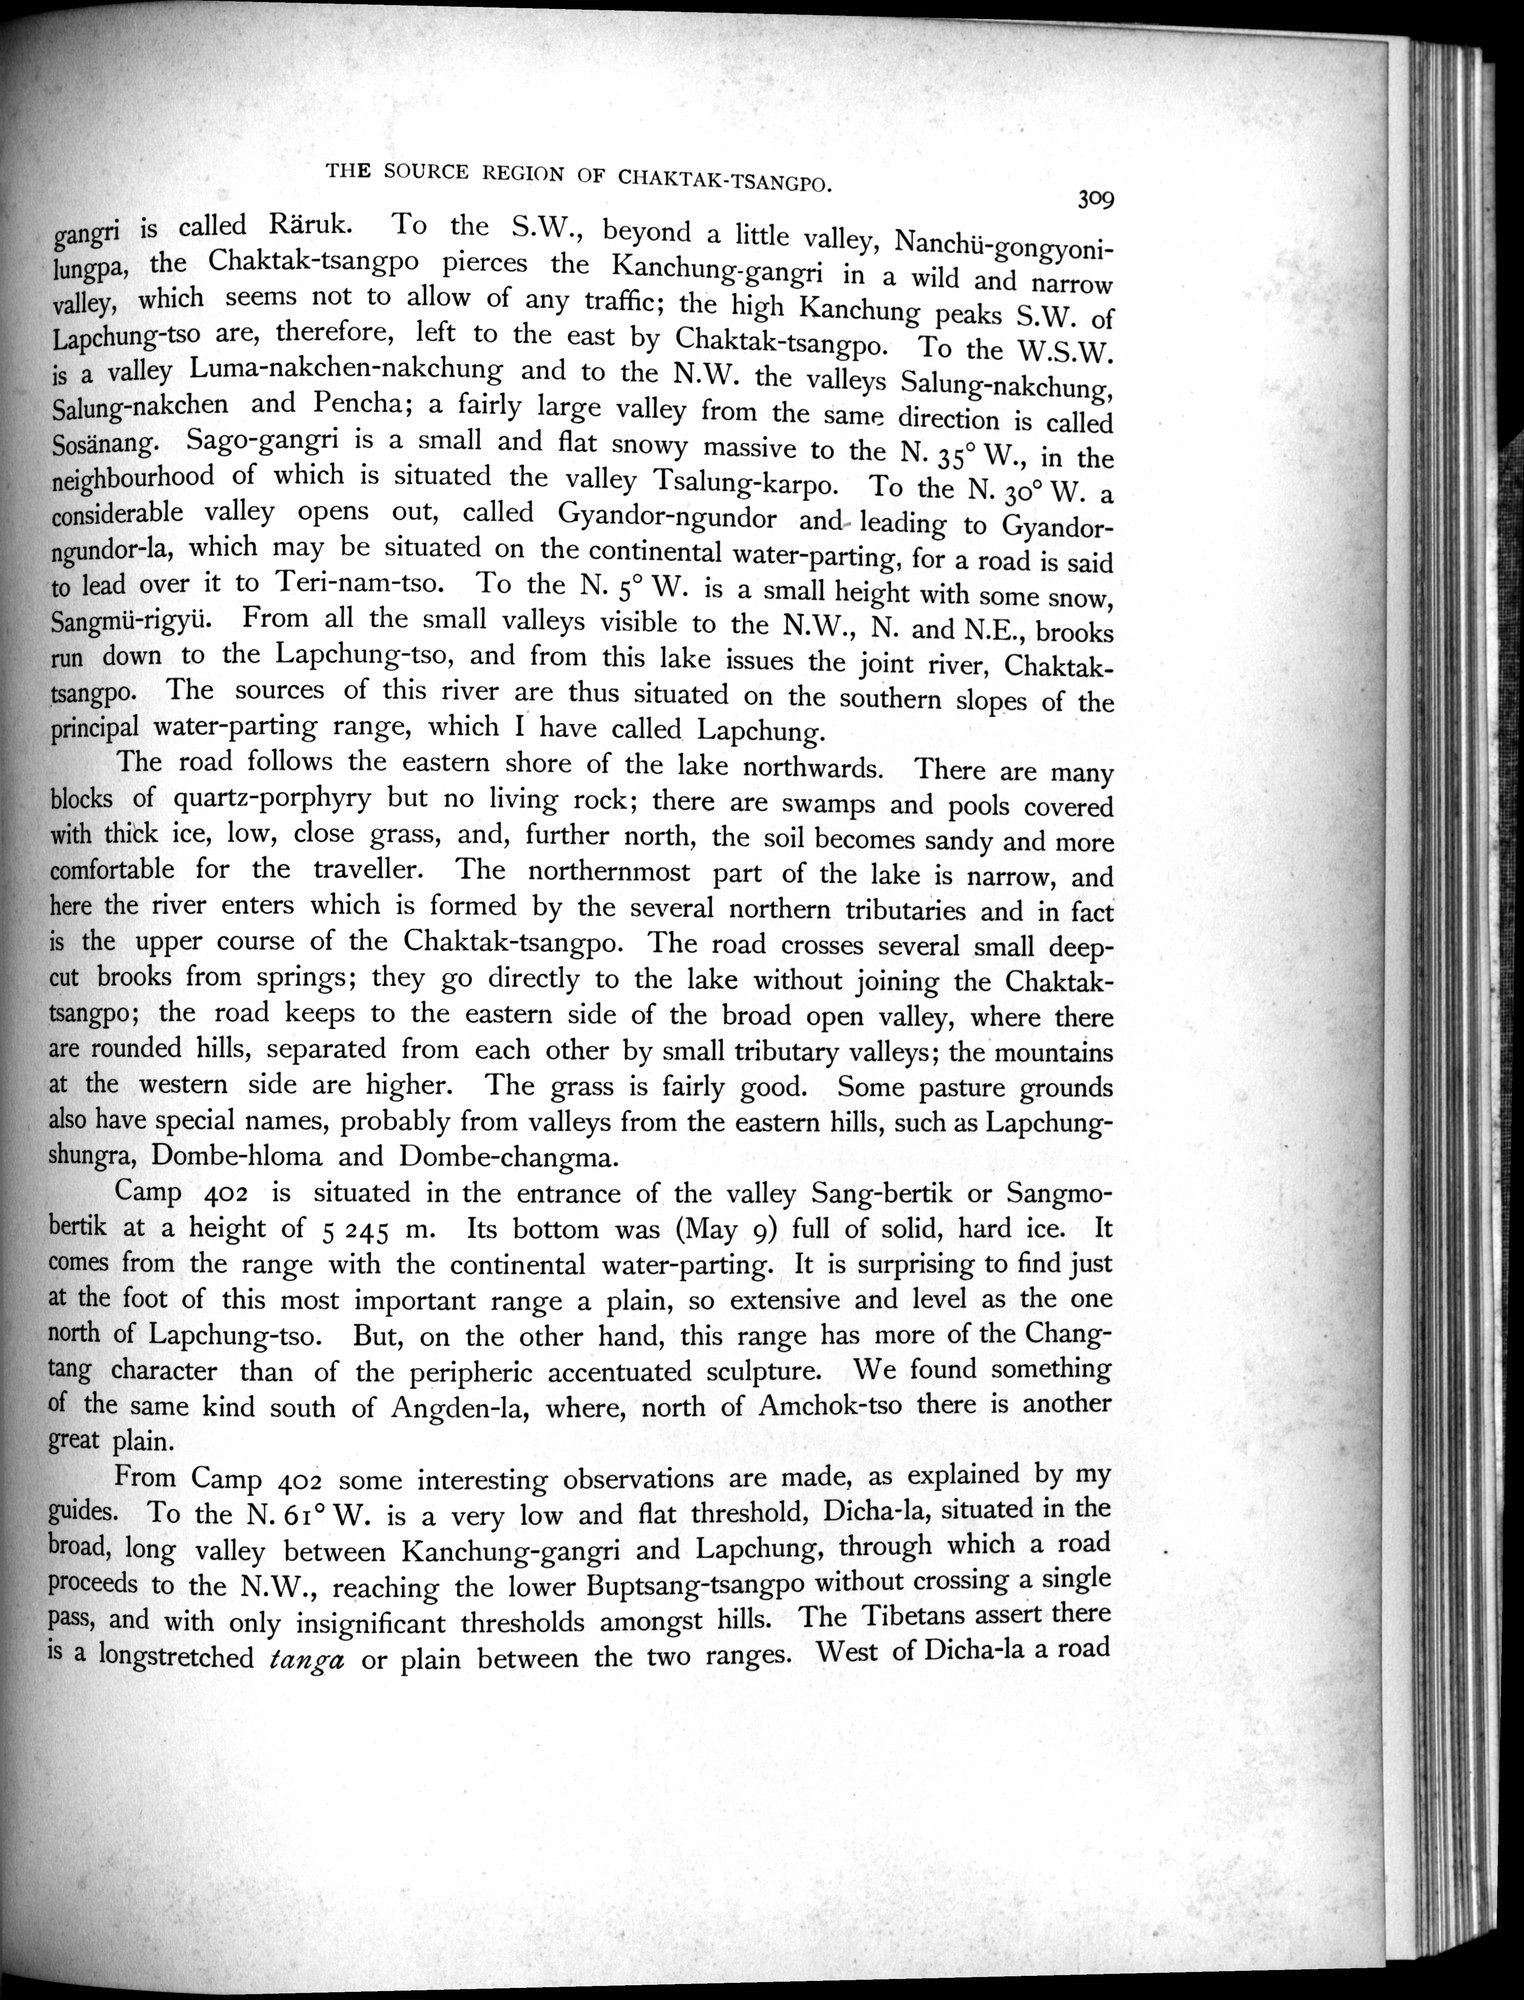 THE SOURCE REGION OF CHAKTAK-TSANGPO.
309
gangri is called Räruk. To the S.W., beyond a little valley, Nanchü-gongyoni-
lungpa, the Chaktak-tsangpo pierces the Kanchung-gangri in a wild and narrow
valley, which seems not to allow of any traffic; the high Kanchung peaks S.W. of
Lapchung-tso are, therefore, left to the east by Chaktak-tsangpo. To the W.S.W.
is a valley Luma-nakchen-nakchung and to the N.W. the valleys Salung-nakchung,
Salung-nakchen and Pencha; a fairly large valley from the same direction is called
Sosänang. Sago-gangri is a small and flat snowy massive to the N. 35° W., in the
neighbourhood of which is situated the valley Tsalung-karpo. To the N. 30° W. a
considerable valley opens out, called Gyandor-ngundor and leading to Gyandor-
ngundor-la, which may be situated on the continental water-parting, for a road is said
to lead over it to Teri-nam-tso. To the N. 5° W. is a small height with some snow,
Sangmü-rigyü. From all the small valleys visible to the N.W., N. and N.E., brooks
run down to the Lapchung-tso, and from this lake issues the joint river, Chaktak-
tsangpo. The sources of this river are thus situated on the southern slopes of the
principal water-parting range, which I have called Lapchung.
The road follows the eastern shore of the lake northwards. There are many
blocks of quartz-porphyry but no living rock; there are swamps and pools covered
with thick ice, low, close grass, and, further north, the soil becomes sandy and more
comfortable for the traveller. The northernmost part of the lake is narrow, and
here the river enters which is formed by the several northern tributaries and in fact
is the upper course of the Chaktak-tsangpo. The road crosses several small deep-
cut brooks from springs; they go directly to the lake without joining the Chaktak-
tsangpo; the road keeps to the eastern side of the broad open valley, where there
are rounded hills, separated from each other by small tributary valleys; the mountains
at the western side are higher. The grass is fairly good. Some pasture grounds
also have special names, probably from valleys from the eastern hills, such as Lapchung-
shungra, Dombe-hloma and Dombe-changma.
Camp 402 is situated in the entrance of the valley Sang-bertik or Sangmo-
bertik at a height of 5 245 m. Its bottom was (May 9) full of solid, hard ice. It
comes from the range with the continental water-parting. It is surprising to find just
at the foot of this most important range a plain, so extensive and level as the one
north of Lapchung-tso. But, on the other hand, this range has more of the Chang-
tang character than of the peripheric accentuated sculpture. We found something
of the same kind south of Angden-la, where, north of Amchok-tso there is another
great plain.
From Camp 402 some interesting observations are made, as explained by my
guides. To the N. 61° W. is a very low and flat threshold, Dicha-la, situated in the
broad, long valley between Kanchung-gangri and Lapchung, through which a road
proceeds to the N.W., reaching the lower Buptsang-tsangpo without crossing a single
pass, and with only insignificant thresholds amongst hills. The Tibetans assert there
is a longstretched tanga or plain between the two ranges. West of Dicha-la a road